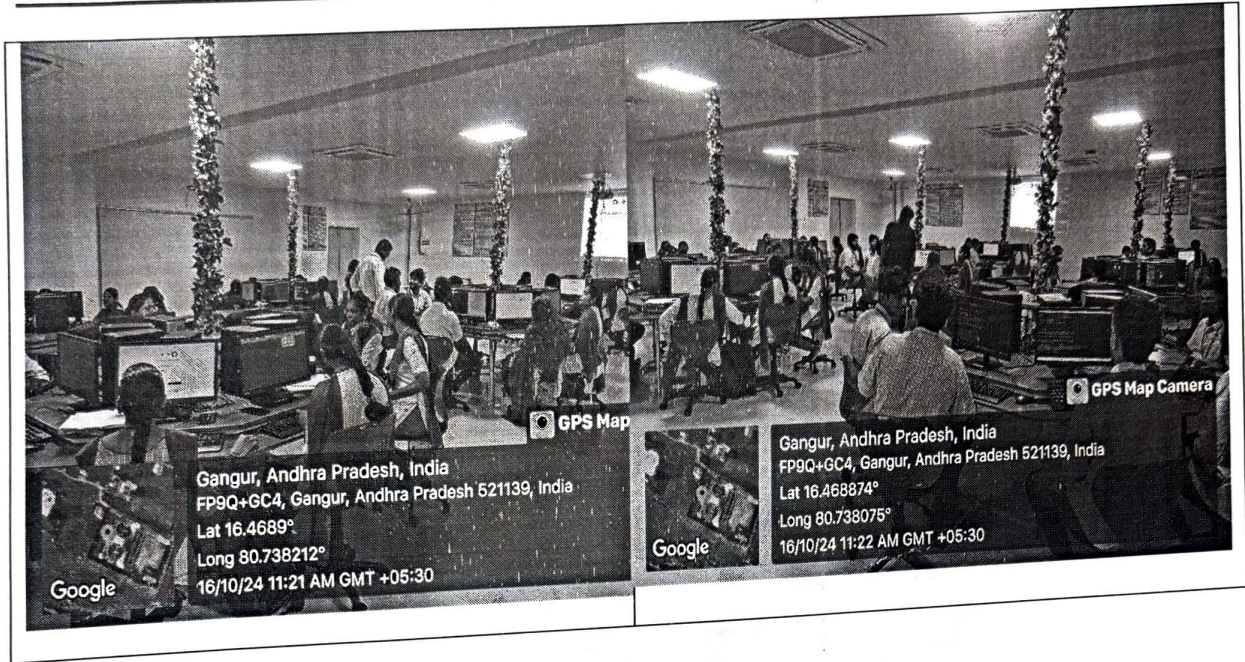 GPS Map
Gangur, Andhra Pradesh, India
FP9Q+GC4, Gangur, Andhra Pradesh 521139, India
Lat 16.4689°
Long 80.738212°
16/10/24 11:21 AM GMT +05:30
Google
GPS Map Camera
Gangur, Andhra Pradesh, India
FP9Q+GC4, Gangur, Andhra Pradesh 521139, India
Lat 16.468874°
Long 80.738075°
16/10/24 11:22 AM GMT +05:30
Google